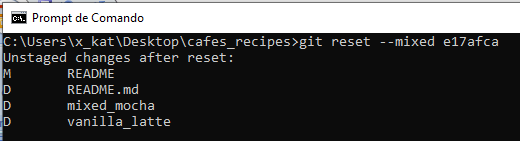 Prompt de Comando
C:\Users\x_kat\Desktop\cafes_recipes>git reset --mixed e17afca
Unstaged changes after reset:
M       README
D       README.md
D       mixed_mocha
D       vanilla_latte